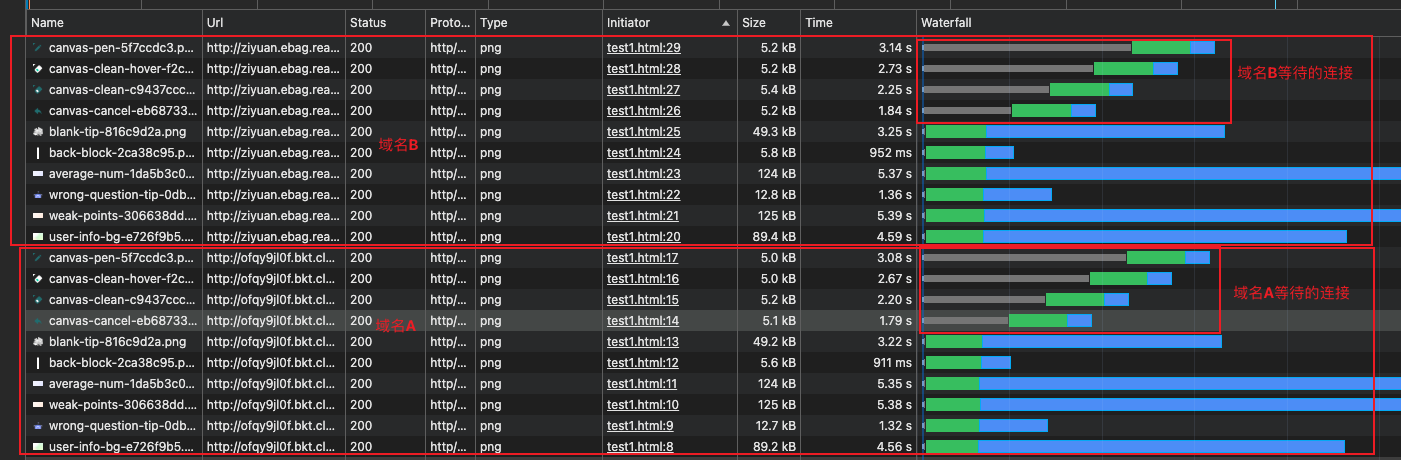 Name Url Status Proto... Type Initiator Size Time Waterfall
canvas-pen-5f7ccdc3.p... http://ziyuan.ebag.rea... 200 http/... png test1.html:29 5.2 kB 3.14 s
canvas-clean-hover-f2c... http://ziyuan.ebag.rea... 200 http/... png test1.html:28 5.2 kB 2.73 s 域名B等待的连接
canvas-clean-c9437ccc... http://ziyuan.ebag.rea... 200 http/... png test1.html:27 5.4 kB 2.25 s
canvas-cancel-eb68733... http://ziyuan.ebag.rea... 200 http/... png test1.html:26 5.2 kB 1.84 s
blank-tip-816c9d2a.png http://ziyuan.ebag.rea... 200 http/... png test1.html:25 49.3 kB 3.25 s
域名B
back-block-2ca38c95.p... http://ziyuan.ebag.rea... 200 http/... png test1.html:24 5.8 kB 952 ms
average-num-1da5b3c0... http://ziyuan.ebag.rea... 200 http/... png test1.html:23 124 kB 5.37 s
wrong-question-tip-0db... http://ziyuan.ebag.rea... 200 http/... png test1.html:22 12.8 kB 1.36 s
weak-points-306638dd.... http://ziyuan.ebag.rea... 200 http/... png test1.html:21 125 kB 5.39 s
user-info-bg-e726f9b5.... http://ziyuan.ebag.rea... 200 http/... png test1.html:20 89.4 kB 4.59 s
canvas-pen-5f7ccdc3.p... http://ofqy9jl0f.bkt.cl... 200 http/... png test1.html:17 5.0 kB 3.08 s
canvas-clean-hover-f2c... http://ofqy9jl0f.bkt.cl... 200 http/... png test1.html:16 5.0 kB 2.67 s
canvas-clean-c9437ccc... http://ofqy9jl0f.bkt.cl... 200 http/... png test1.html:15 5.2 kB 2.20 s 域名A等待的连接
canvas-cancel-eb68733... http://ofqy9jl0f.bkt.cl... 200 http/... png test1.html:14 5.1 kB 1.79 s
域名A
blank-tip-816c9d2a.png http://ofqy9jl0f.bkt.cl... 200 http/... png test1.html:13 49.2 kB 3.22 s
back-block-2ca38c95.p... http://ofqy9jl0f.bkt.cl... 200 http/... png test1.html:12 5.6 kB 911 ms
average-num-1da5b3c0... http://ofqy9jl0f.bkt.cl... 200 http/... png test1.html:11 124 kB 5.35 s
weak-points-306638dd.... http://ofqy9jl0f.bkt.cl... 200 http/... png test1.html:10 125 kB 5.38 s
wrong-question-tip-0db... http://ofqy9jl0f.bkt.cl... 200 http/... png test1.html:9 12.7 kB 1.32 s
user-info-bg-e726f9b5.... http://ofqy9jl0f.bkt.cl... 200 http/... png test1.html:8 89.2 kB 4.56 s